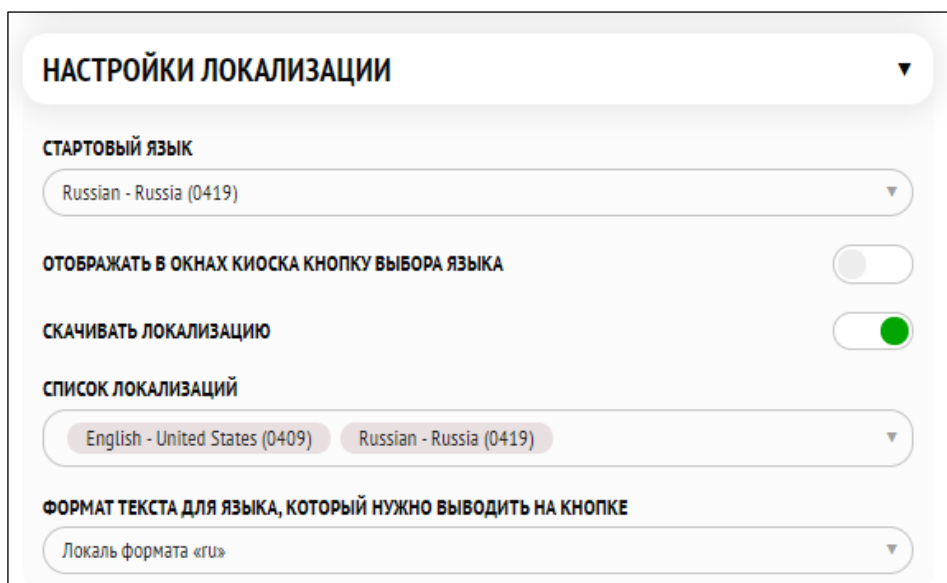 НАСТРОЙКИ ЛОКАЛИЗАЦИИ
СТАРТОВЫЙ ЯЗЫК
Russian - Russia (0419)
ОТОБРАЖАТЬ В ОКНАХ КИОСКА КНОПКУ ВЫБОРА ЯЗЫКА
СКАЧИВАТЬ ЛОКАЛИЗАЦИЮ
СПИСОК ЛОКАЛИЗАЦИЙ
English - United States (0409) Russian - Russia (0419)
ФОРМАТ ТЕКСТА ДЛЯ ЯЗЫКА, КОТОРЫЙ НУЖНО ВЫВОДИТЬ НА КНОПКЕ
Локаль формата «ru»